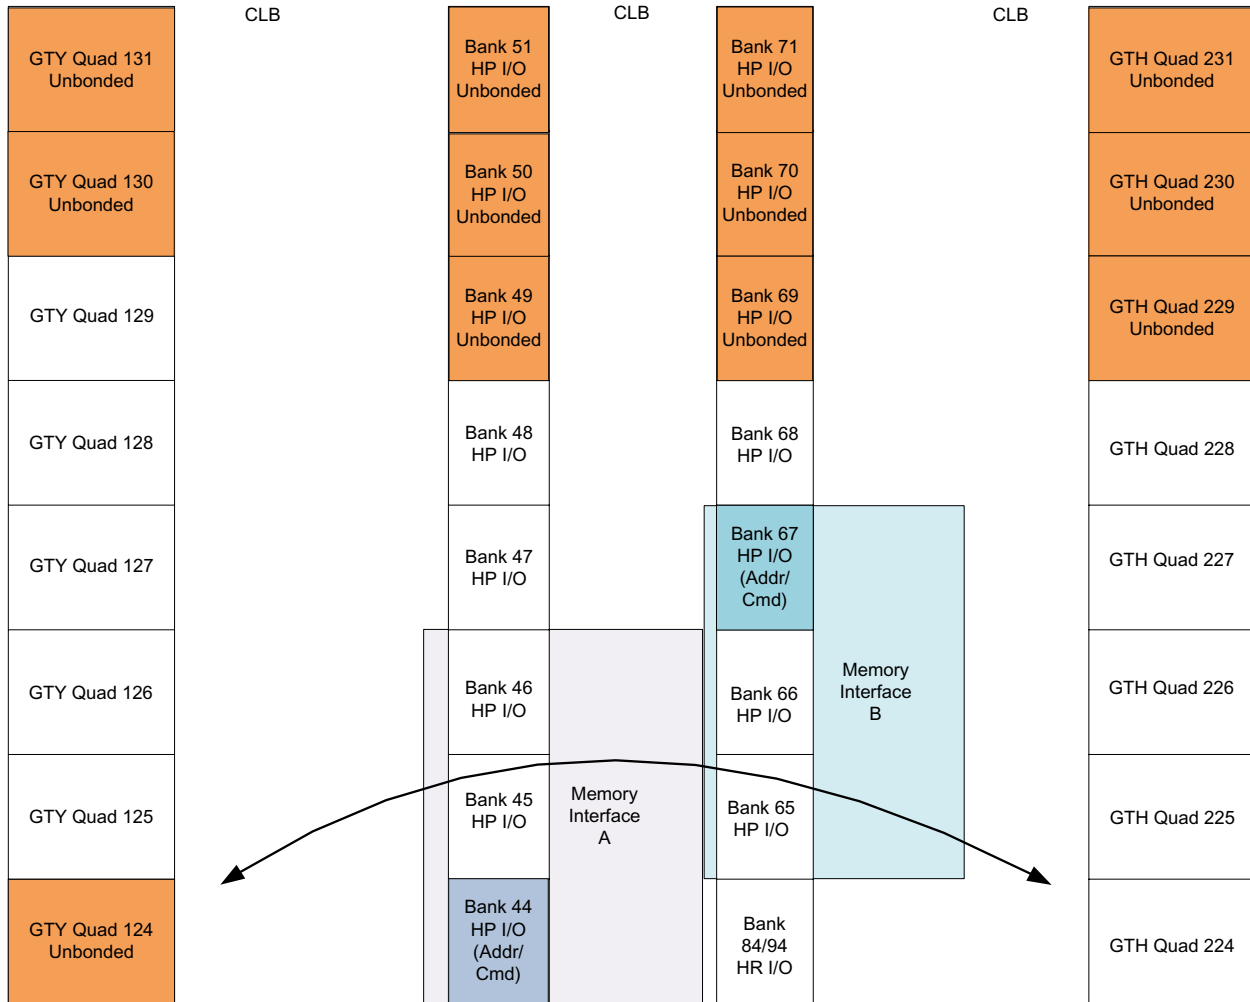 CLB
CLB
CLB
GTY Quad 131
Unbonded
Bank 51
HP I/O
Unbonded
Bank 71
HP I/O
Unbonded
GTH Quad 231
Unbonded
GTY Quad 130
Unbonded
Bank 50
HP I/O
Unbonded
Bank 70
HP I/O
Unbonded
GTH Quad 230
Unbonded
GTY Quad 129
Bank 49
HP I/O
Unbonded
Bank 69
HP I/O
Unbonded
GTH Quad 229
Unbonded
GTY Quad 128
Bank 48
HP I/O
Bank 68
HP I/O
GTH Quad 228
GTY Quad 127
Bank 47
HP I/O
Bank 67
HP I/O
(Addr/
Cmd)
GTH Quad 227
GTY Quad 126
Bank 46
HP I/O
Bank 66
HP I/O
Memory
Interface
B
GTH Quad 226
GTY Quad 125
Bank 45
HP I/O
Memory
Interface
A
Bank 65
HP I/O
GTH Quad 225
GTY Quad 124
Unbonded
Bank 44
HP I/O
(Addr/
Cmd)
Bank
84/94
HR I/O
GTH Quad 224